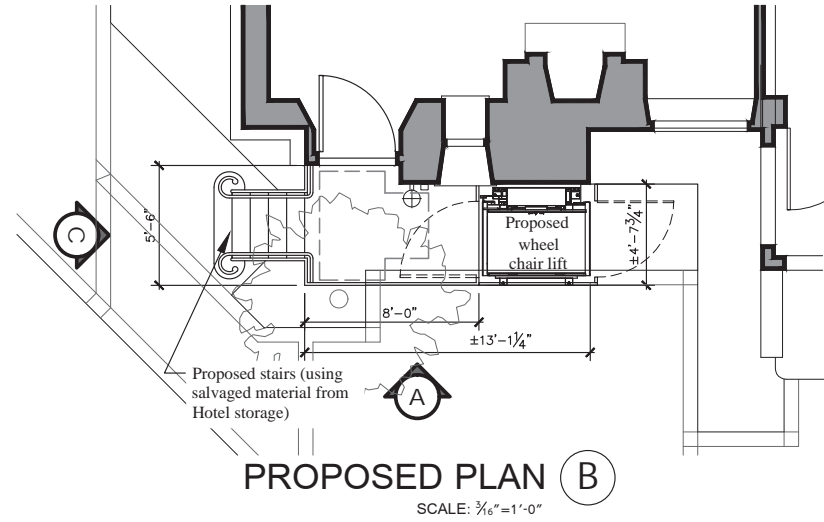 Proposed
wheel
chair lift
C
5'-6"
±4'-7¾"
8'-0"
±13'-1¼"
Proposed stairs (using
salvaged material from
Hotel storage)
A
PROPOSED PLAN B
SCALE: ³⁄₁₆"=1'-0"